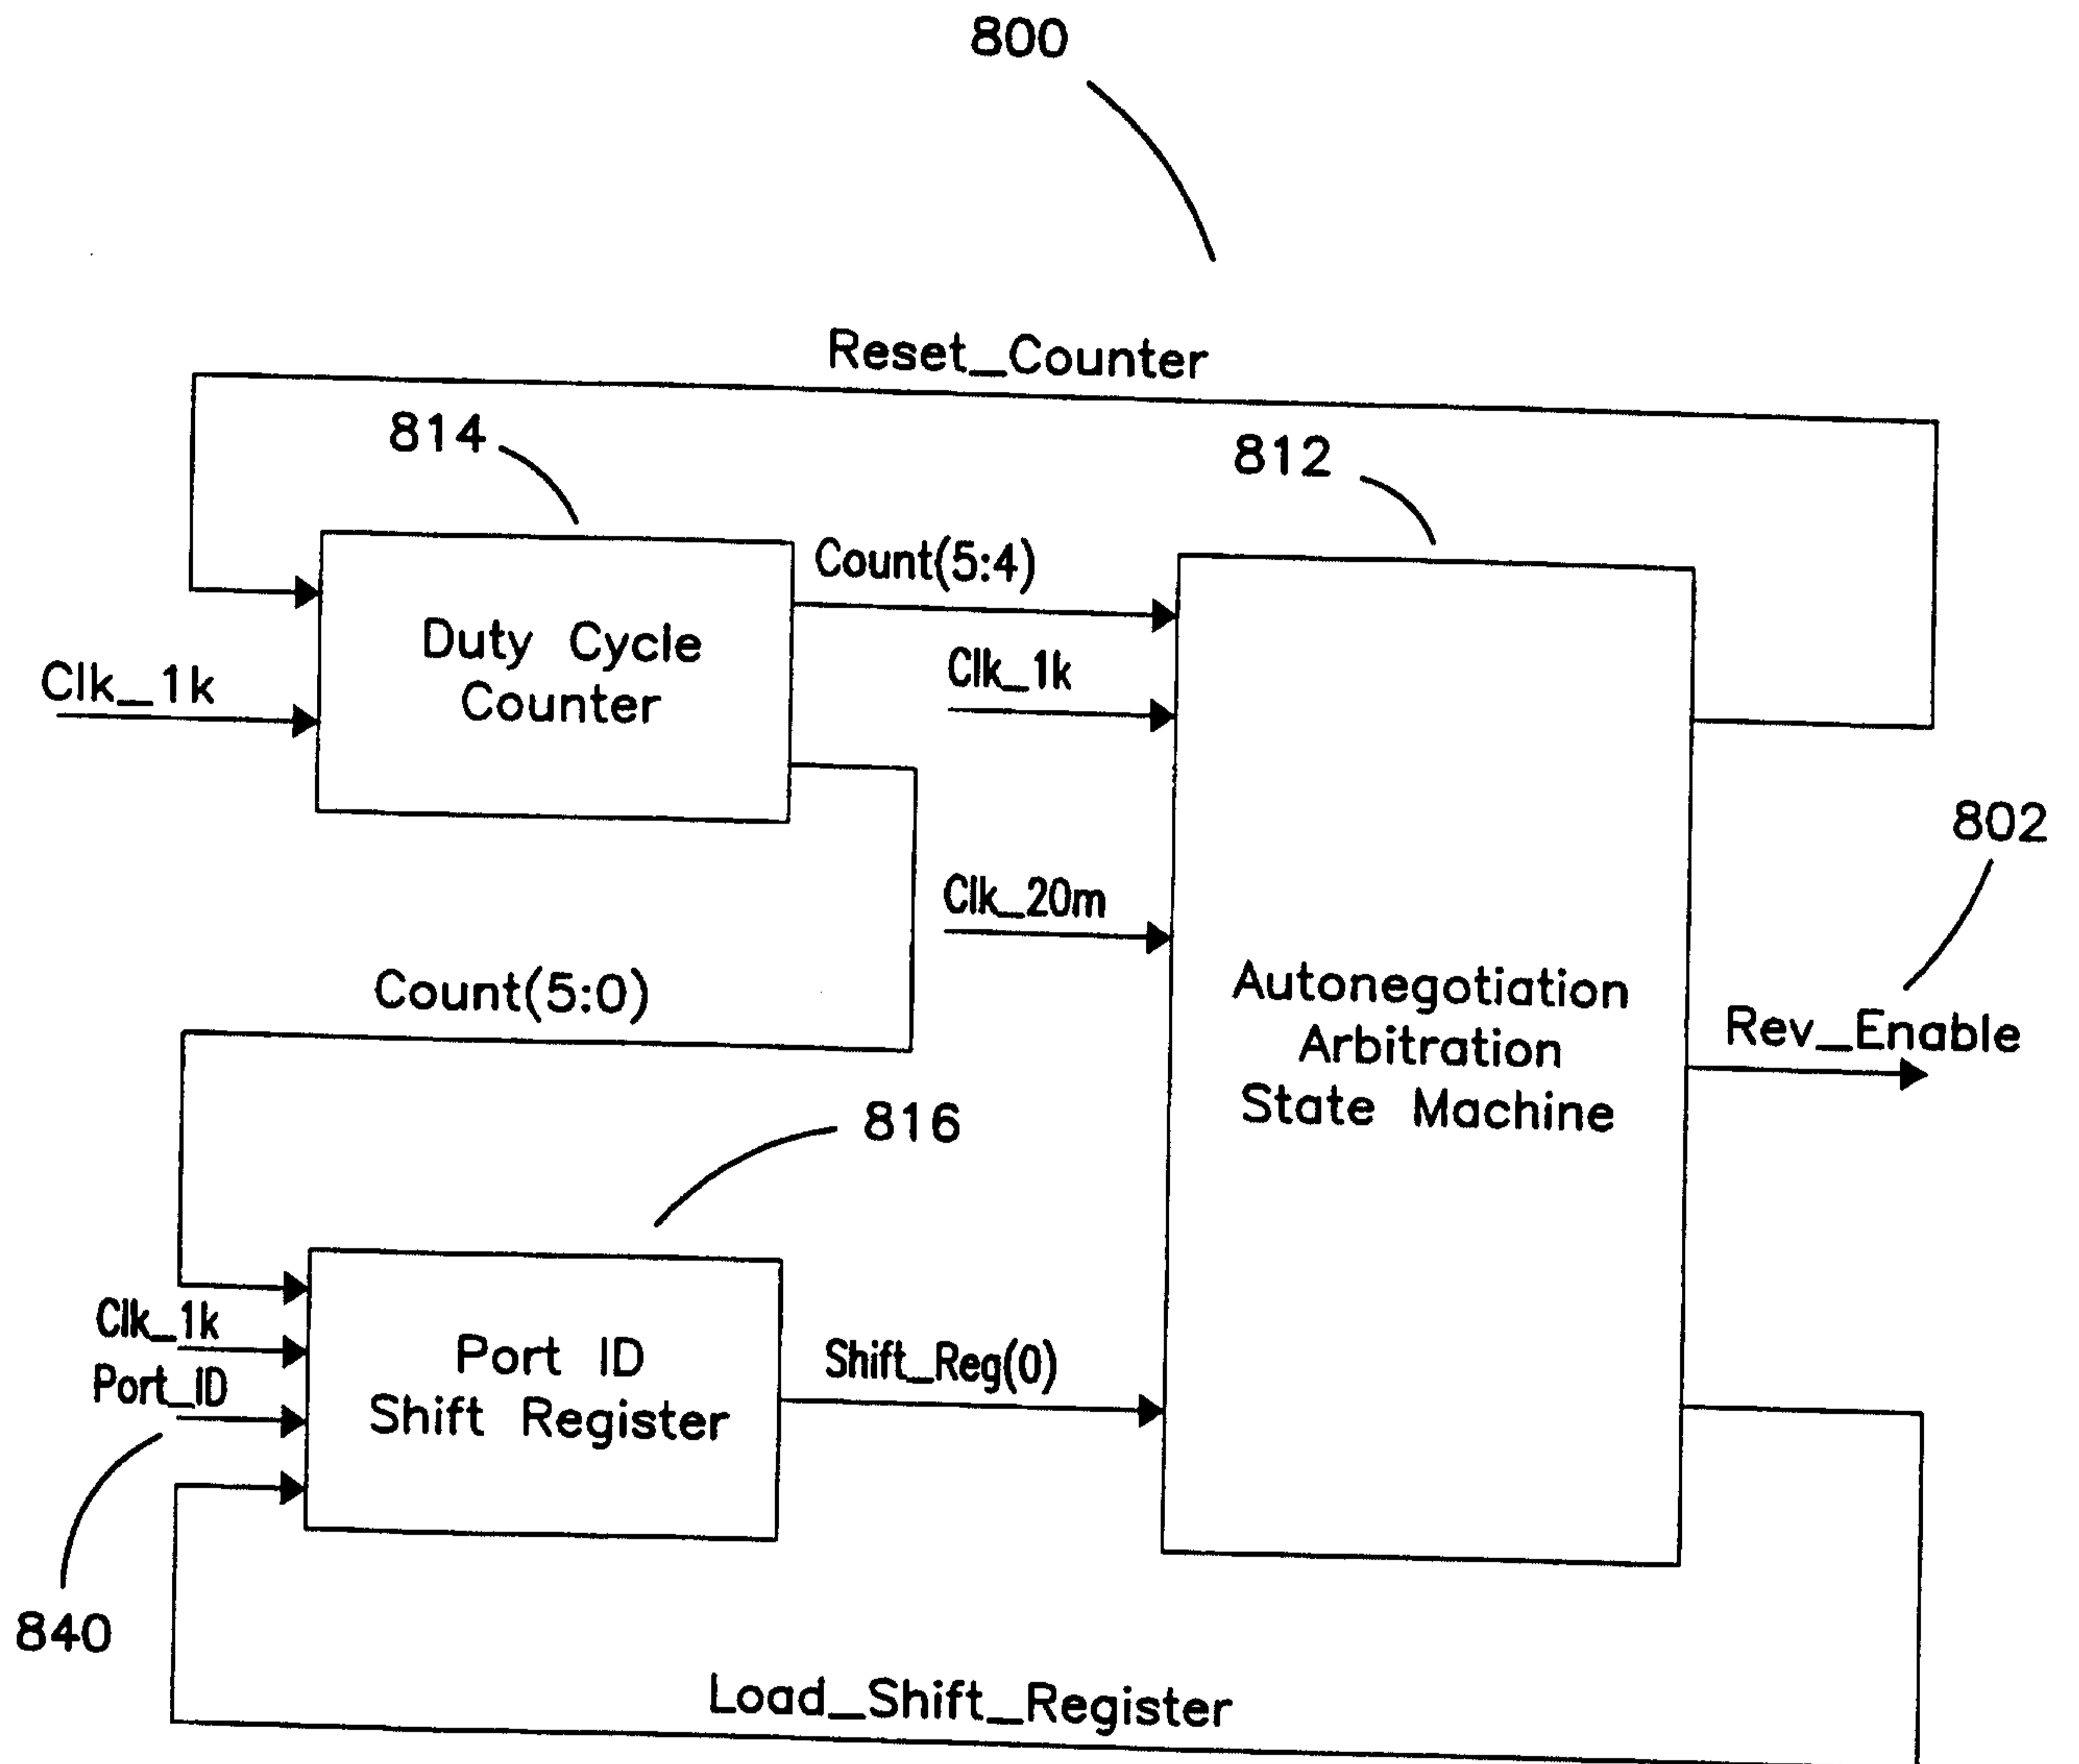 800
Reset_Counter
814
812
Count(5:4)
Duty Cycle
Counter
Clk_1k
Clk_1k
802
Clk_20m
Count(5:0)
Autonegotiation
Arbitration
State Machine
Rev_Enable
816
Clk_1k
Port_ID
Port ID
Shift Register
Shift_Reg(0)
840
Load_Shift_Register